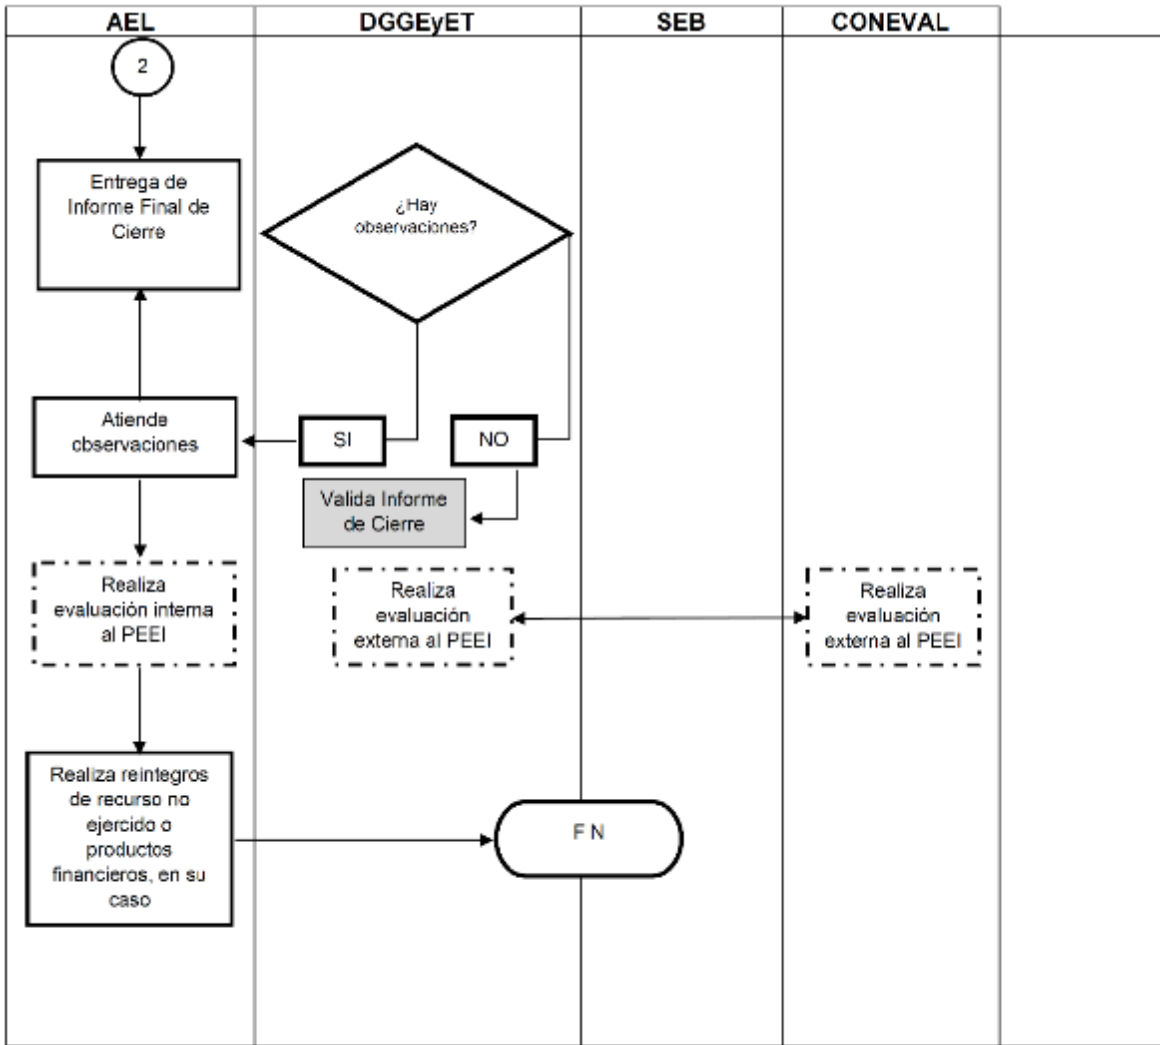 AEL
DGGEyET
SEB
CONEVAL
2
Entrega de
Informe Final de
Cierre
¿Hay
observaciones?
Atiende
cbservaciones
SI
NO
Valida Informe
de Cierre
Realiza
evaluación interna
al PEEI
Realiza
evaluación
externa al PEEI
Realiza
evaluación
externa al PEEI
Realiza reintegros
de recurso no
ejercido o
productos
financieros, en su
caso
F N